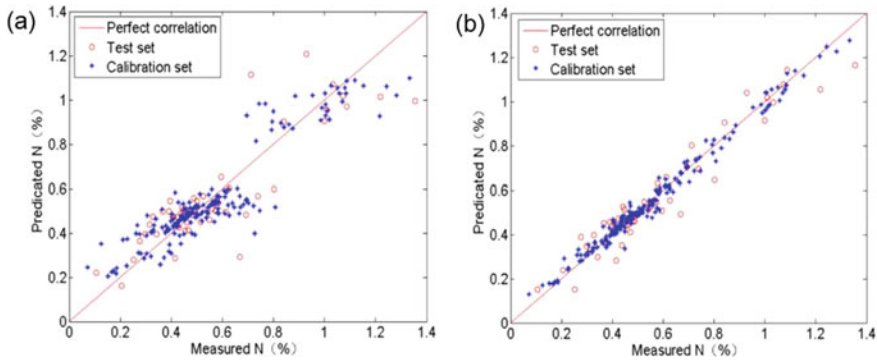 (a)
Perfect correlation
Test set
Calibration set
Predicated N (%)
1.4
1.2
1
0.8
0.6
0.4
0.2
0
0 0.2 0.4 0.6 0.8 1 1.2 1.4
Measured N (%)
(b)
Perfect correlation
Test set
Calibration set
Predicated N (%)
1.4
1.2
1
0.8
0.6
0.4
0.2
0
0 0.2 0.4 0.6 0.8 1 1.2 1.4
Measured N (%)